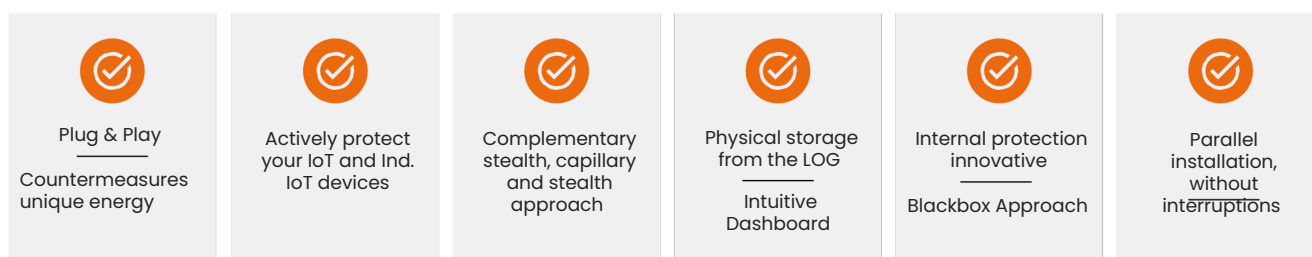 Plug & Play
Countermeasures
unique energy
Actively protect
your IoT and Ind.
IoT devices
Complementary
stealth, capillary
and stealth
approach
Physical storage
from the LOG
Intuitive
Dashboard
Internal protection
innovative
Blackbox Approach
Parallel
installation,
without
interruptions